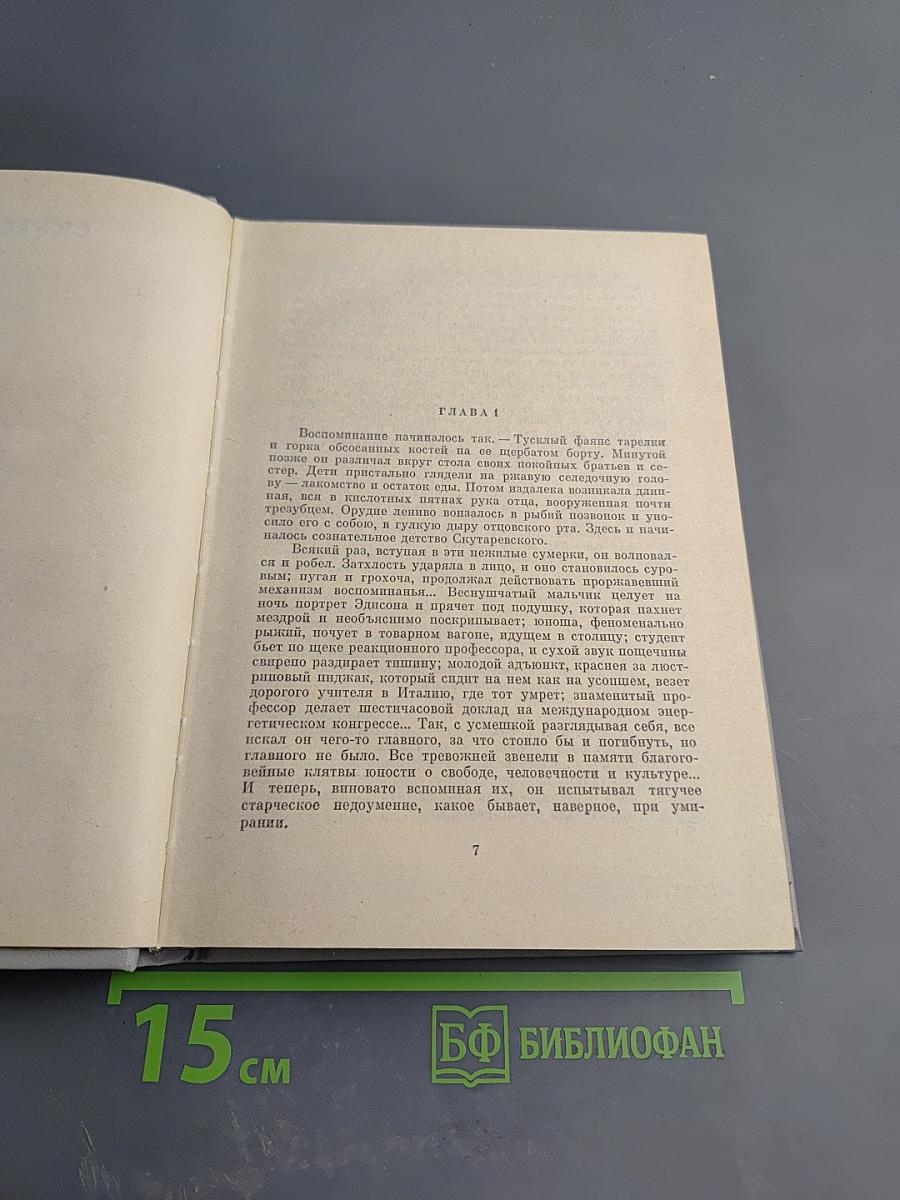 ГЛАВА 1
Воспоминание начиналось так. — Тусклый фаянс тарелки
и горка обсосанных костей на ее щербатом борту. Минутой
позже он различал вкруг стола своих покойных братьев и се-
стер. Дети пристально глядели на ржавую селедочную голо-
ву — лакомство и остаток еды. Потом издалека возникала длин-
ная, вся в кислотных пятнах рука отца, вооруженная почти
трезубцем. Орудие лениво вонзалось в рыбий позвонок и уно-
сило его с собою, в гулкую дыру отцовского рта. Здесь и начи-
налось сознательное детство Скутаревского.
Всякий раз, вступая в эти нежилые сумерки, он волновал-
ся и робел. Затхлость ударяла в лицо, и оно становилось суро-
вым; пугая и грохоча, продолжал действовать проржавевший
механизм воспоминанья... Веснушчатый мальчик целует на
ночь портрет Эдисона и прячет под подушку, которая пахнет
мездрой и необъяснимо поскрипывает; юноша, феноменально
рыжий, ночует в товарном вагоне, идущем в столицу; студент
бьет по щеке реакционного профессора, и сухой звук пощечины
свирепо раздирает тишину; молодой адъюнкт, краснея за люст-
риновый пиджак, который сидит на нем как на усопшем, везет
дорогого учителя в Италию, где тот умрет; знаменитый про-
фессор делает шестичасовой доклад на международном энер-
гетическом конгрессе... Так, с усмешкой разглядывая себя, все
искал он чего-то главного, за что стоило бы и погибнуть, но
главного не было. Все тревожней звенели в памяти благого-
вейные клятвы юности о свободе, человечности и культуре...
И теперь, виновато вспоминая их, он испытывал тягучее
старческое недоумение, какое бывает, наверное, при уми-
рании.
7
15 см
БФ БИБЛИОФАН